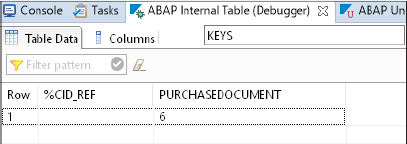 Console Tasks ABAP Internal Table (Debugger) ABAP Un
Table Data Columns KEYS
Filter pattern
Row %CID_REF PURCHASEDOCUMENT
1 6